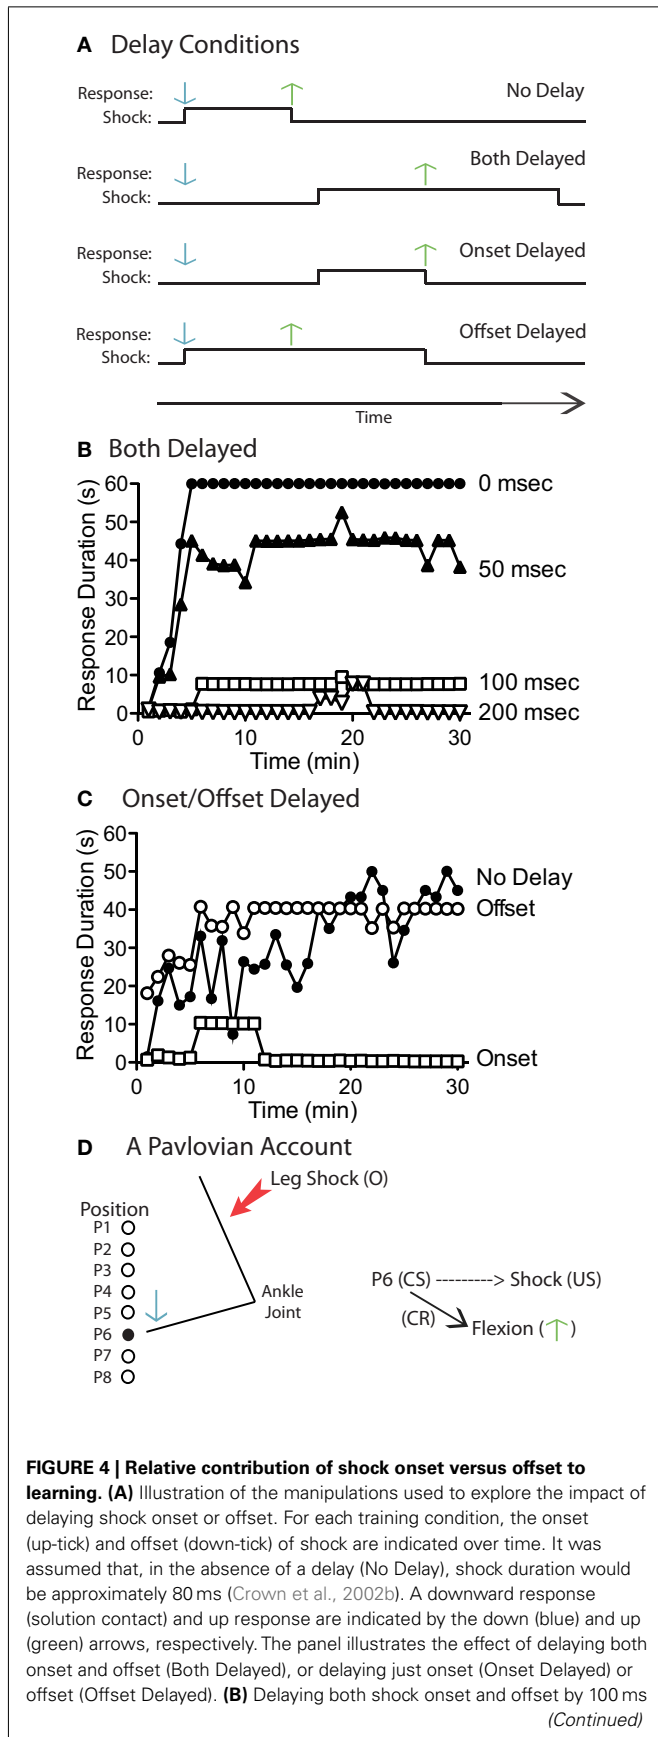 A Delay Conditions
Response:
Shock:
No Delay
Response:
Shock:
Both Delayed
Response:
Shock:
Onset Delayed
Response:
Shock:
Offset Delayed
Time
B Both Delayed
Response Duration (s)
60
50
40
30
20
10
0
0 msec
50 msec
100 msec
200 msec
0 10 20 30
Time (min)
C Onset/Offset Delayed
Response Duration (s)
60
50
40
30
20
10
0
No Delay
Offset
Onset
0 10 20 30
Time (min)
D A Pavlovian Account
Leg Shock (O)
Position
P1
P2
P3
P4
P5
P6
P7
P8
Ankle
Joint
P6 (CS) ---------> Shock (US)
(CR)
Flexion (↑)
FIGURE 4 | Relative contribution of shock onset versus offset to
learning. (A) Illustration of the manipulations used to explore the impact of
delaying shock onset or offset. For each training condition, the onset
(up-tick) and offset (down-tick) of shock are indicated over time. It was
assumed that, in the absence of a delay (No Delay), shock duration would
be approximately 80 ms (Crown et al., 2002b). A downward response
(solution contact) and up response are indicated by the down (blue) and up
(green) arrows, respectively. The panel illustrates the effect of delaying both
onset and offset (Both Delayed), or delaying just onset (Onset Delayed) or
offset (Offset Delayed). (B) Delaying both shock onset and offset by 100 ms
(Continued)